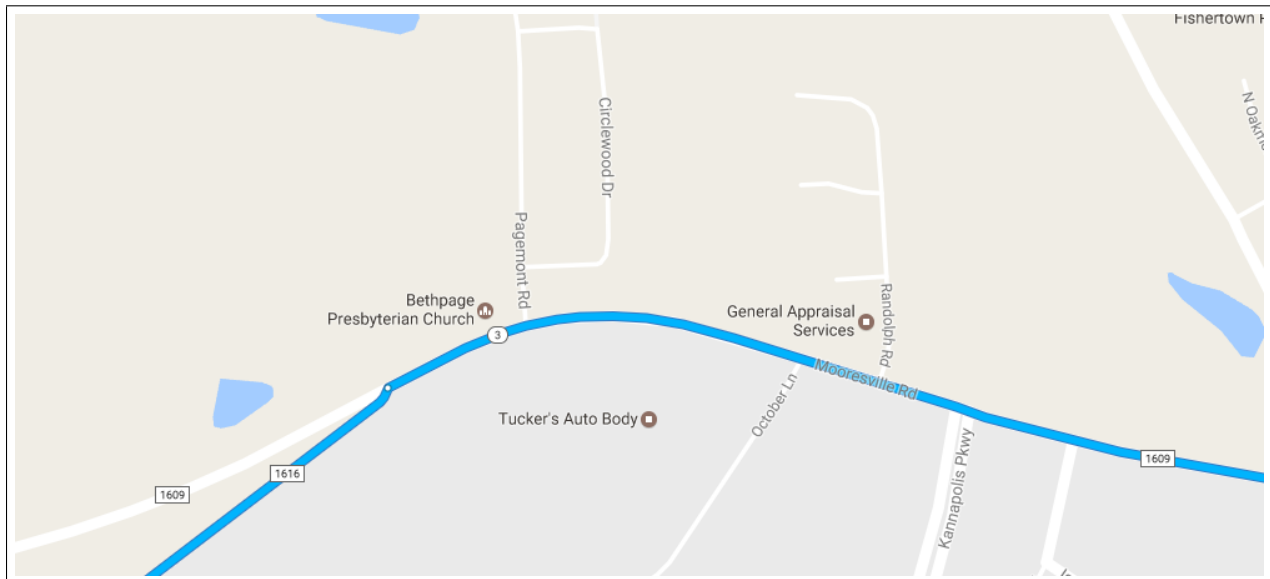 Fishertown
N Oakm
Circlewood Dr
Pagemont Rd
Bethpage
Presbyterian Church
3
General Appraisal
Services
Randolph Rd
Mooresville Rd
October Ln
Tucker's Auto Body
Kannapolis Pkwy
1616
1609
1609